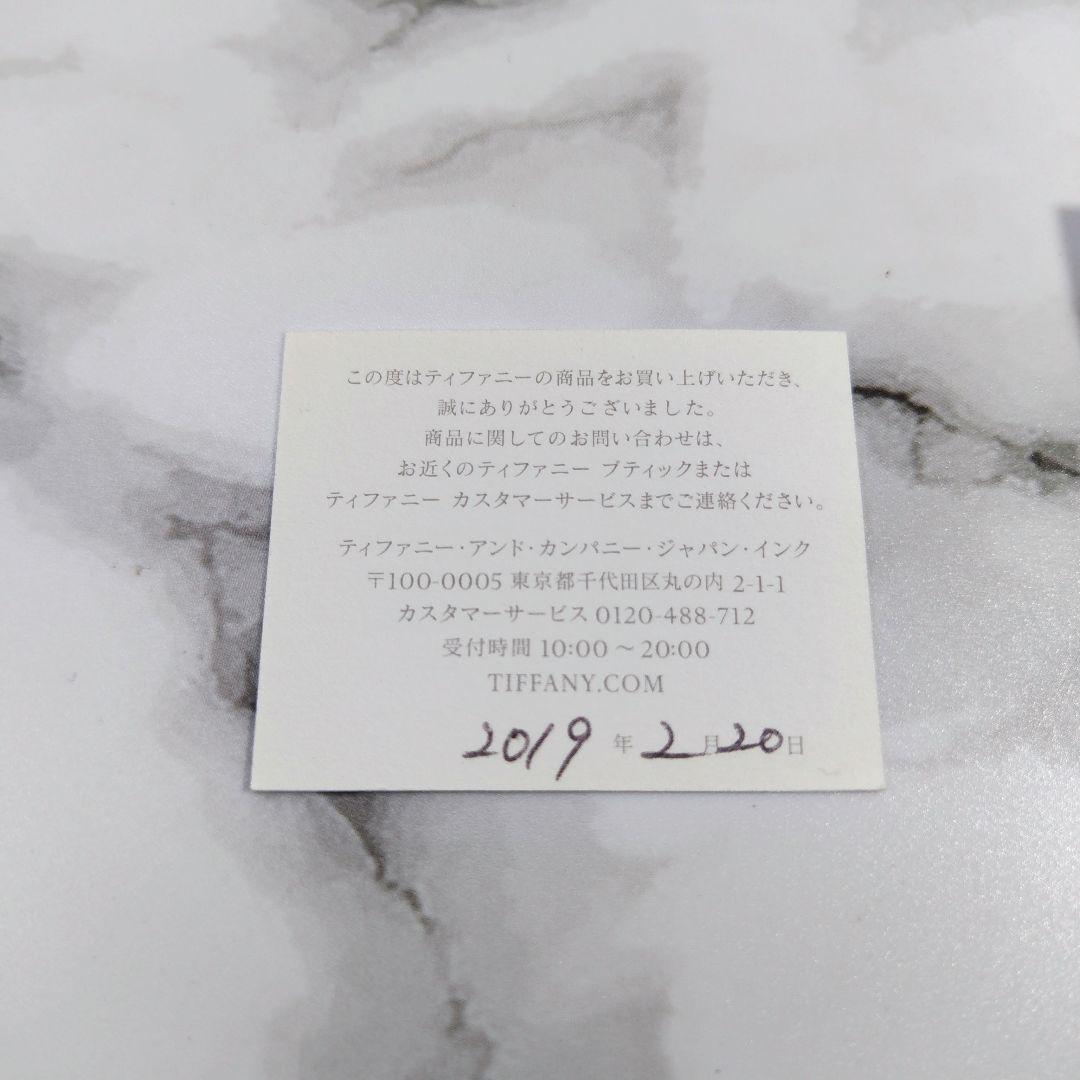 この度はティファニーの商品をお買い上げいただき、
誠にありがとうございました。
商品に関してのお問い合わせは、
お近くのティファニー ブティックまたは
ティファニー カスタマーサービスまでご連絡ください。
ティファニー・アンド・カンパニー・ジャパン・インク
〒100-0005 東京都千代田区丸の内 2-1-1
カスタマーサービス 0120-488-712
受付時間 10:00 ～ 20:00
TIFFANY.COM
2019 年 2 月 20 日